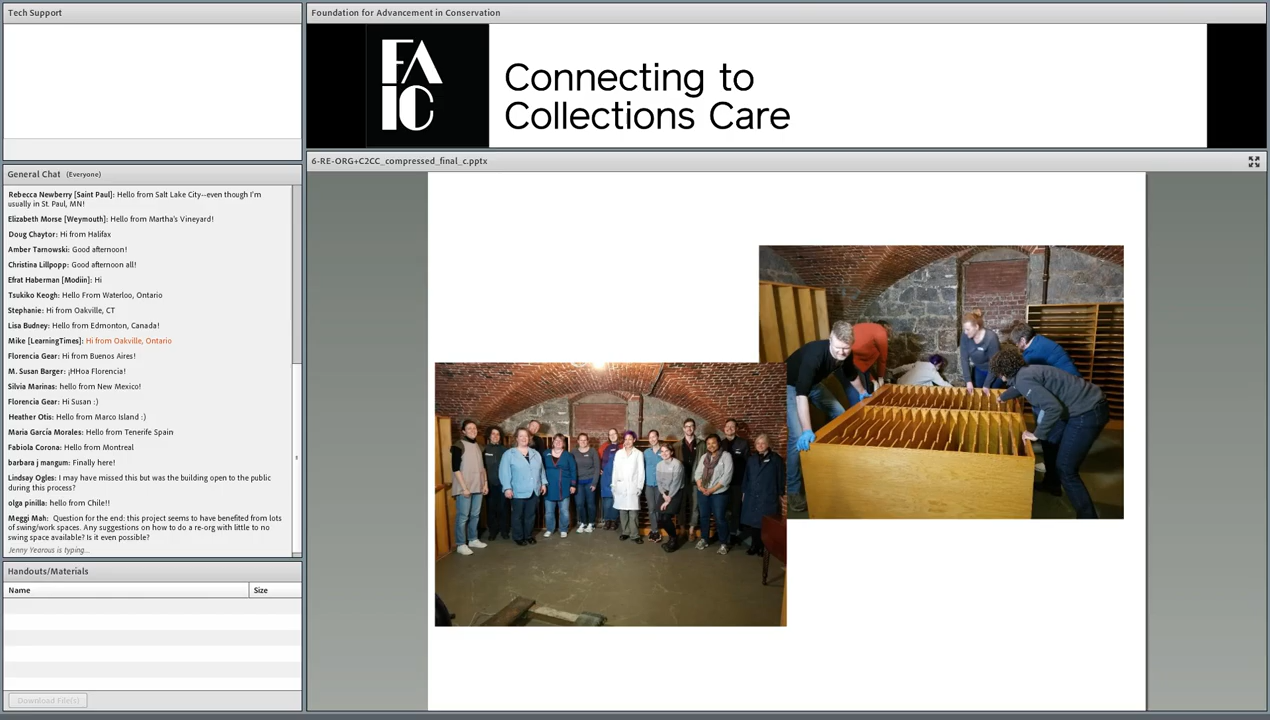 Tech Support
General Chat (Everyone)
Rebecca Newberry [Saint Paul]: Hello from Salt Lake City--even though I'm
usually in St. Paul, MN!
Elizabeth Morse [Weymouth]: Hello from Martha's Vineyard!
Doug Chaytor: Hi from Halifax
Amber Tarnowski: Good afternoon!
Christina Lillpopp: Good afternoon all!
Efrat Haberman [Modiin]: Hi
Tsukiko Keogh: Hello From Waterloo, Ontario
Stephanie: Hi from Oakville, CT
Lisa Budney: Hello from Edmonton, Canada!
Mike [LearningTimes]: Hi from Oakville, Ontario
Florencia Gear: Hi from Buenos Aires!
M. Susan Barger: ¡HHoa Florencia!
Silvia Marinas: hello from New Mexico!
Florencia Gear: Hi Susan :)
Heather Otis: Hello from Marco Island :)
Maria García Morales: Hello from Tenerife Spain
Fabiola Corona: Hello from Montreal
barbara j mangum: Finally here!
Lindsay Ogles: I may have missed this but was the building open to the public
during this process?
olga pinilla: hello from Chile!!
Meggi Mah: Question for the end: this project seems to have benefited from lots
of swing/work spaces. Any suggestions on how to do a re-org with little to no
swing space available? Is it even possible?
Jenny Yearous is typing...
Handouts/Materials
Name Size
Download File(s)
Foundation for Advancement in Conservation
FA
IC
Connecting to
Collections Care
6-RE-ORG+C2CC_compressed_final_c.pptx